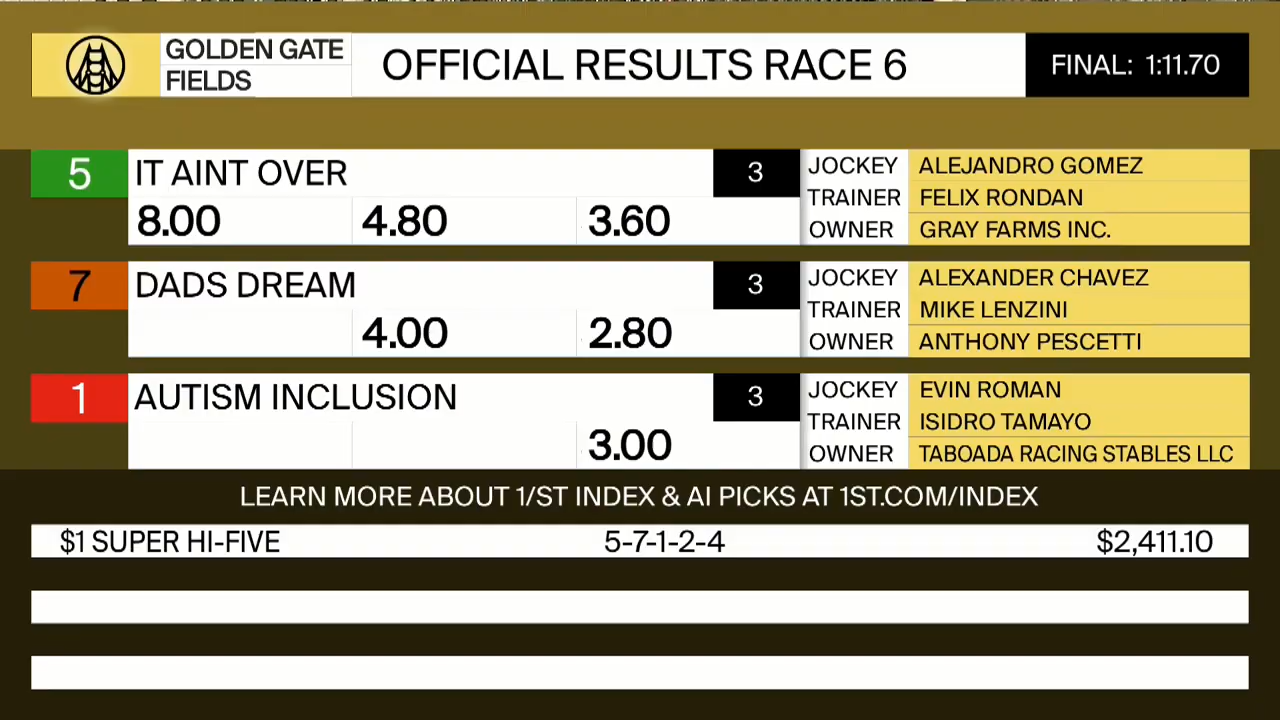 GOLDEN GATE
FIELDS
OFFICIAL RESULTS RACE 6
FINAL: 1:11.70
5 IT AINT OVER 3
8.00 4.80 3.60
JOCKEY ALEJANDRO GOMEZ
TRAINER FELIX RONDAN
OWNER GRAY FARMS INC.
7 DADS DREAM 3
4.00 2.80
JOCKEY ALEXANDER CHAVEZ
TRAINER MIKE LENZINI
OWNER ANTHONY PESCETTI
1 AUTISM INCLUSION 3
3.00
JOCKEY EVIN ROMAN
TRAINER ISIDRO TAMAYO
OWNER TABOADA RACING STABLES LLC
LEARN MORE ABOUT 1/ST INDEX & AI PICKS AT 1ST.COM/INDEX
$1 SUPER HI-FIVE 5-7-1-2-4 $2,411.10